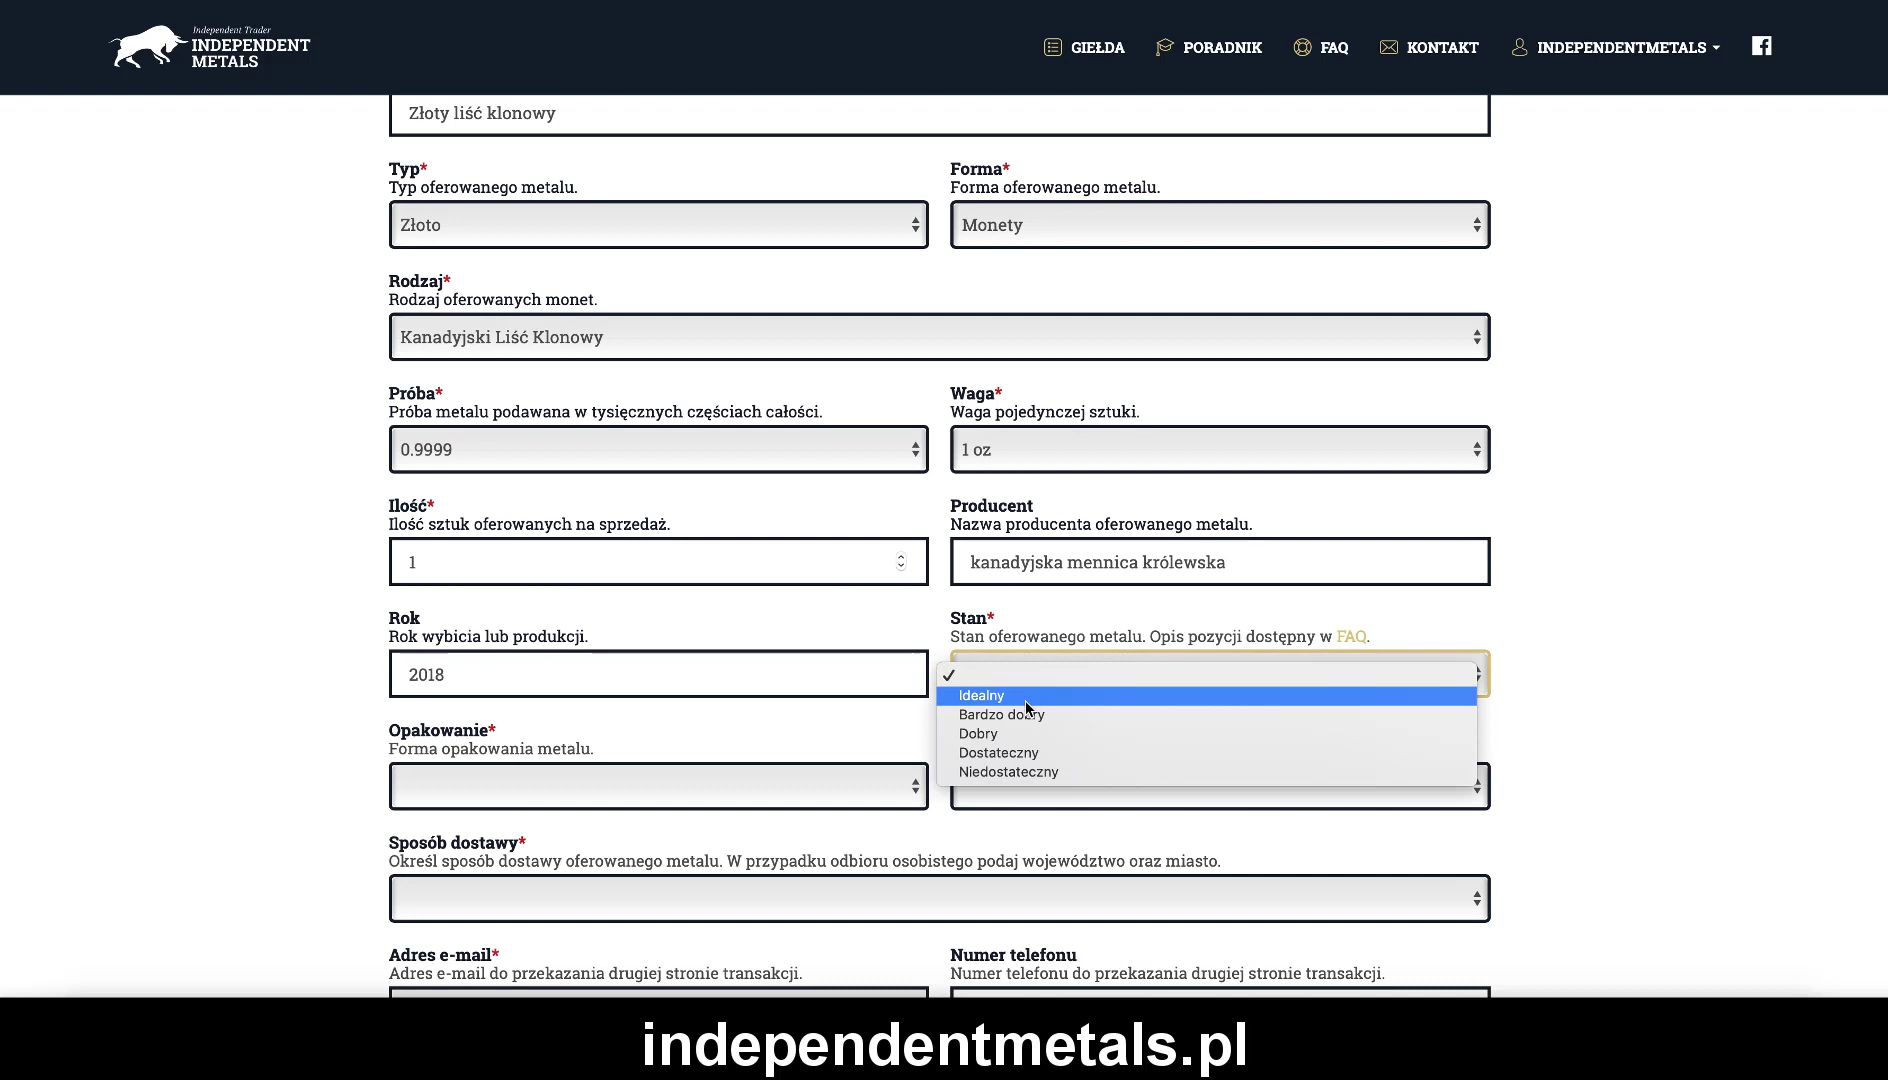 Independent Trader
INDEPENDENT
METALS
GIEŁDA
PORADNIK
FAQ
KONTAKT
INDEPENDENTMETALS
Złoty liść klonowy
Typ*
Typ oferowanego metalu.
Złoto
Forma*
Forma oferowanego metalu.
Monety
Rodzaj*
Rodzaj oferowanych monet.
Kanadyjski Liść Klonowy
Próba*
Próba metalu podawana w tysięcznych częściach całości.
0.9999
Waga*
Waga pojedynczej sztuki.
1 oz
Ilość*
Ilość sztuk oferowanych na sprzedaż.
1
Producent
Nazwa producenta oferowanego metalu.
kanadyjska mennica królewska
Rok
Rok wybicia lub produkcji.
2018
Stan*
Stan oferowanego metalu. Opis pozycji dostępny w FAQ.
Idealny
Bardzo dobry
Dobry
Dostateczny
Niedostateczny
Opakowanie*
Forma opakowania metalu.
Sposób dostawy*
Określ sposób dostawy oferowanego metalu. W przypadku odbioru osobistego podaj województwo oraz miasto.
Adres e-mail*
Adres e-mail do przekazania drugiej stronie transakcji.
Numer telefonu
Numer telefonu do przekazania drugiej stronie transakcji.
independentmetals.pl